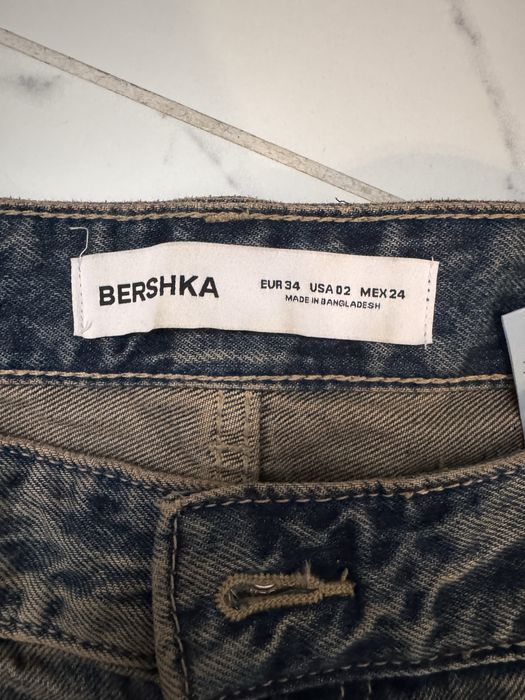 BERSHKA
EUR 34 USA 02 MEX 24
MADE IN BANGLADESH